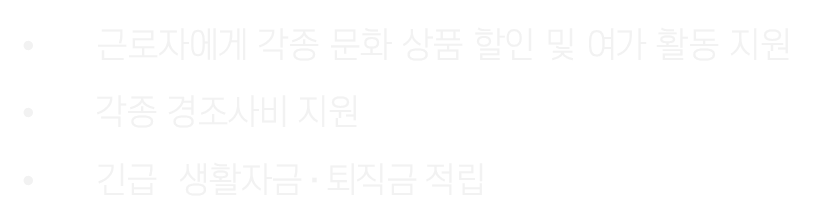 • 근로자에게 각종 문화 상품 할인 및 여가 활동 지원
• 각종 경조사비 지원
• 긴급 생활자금·퇴직금 적립